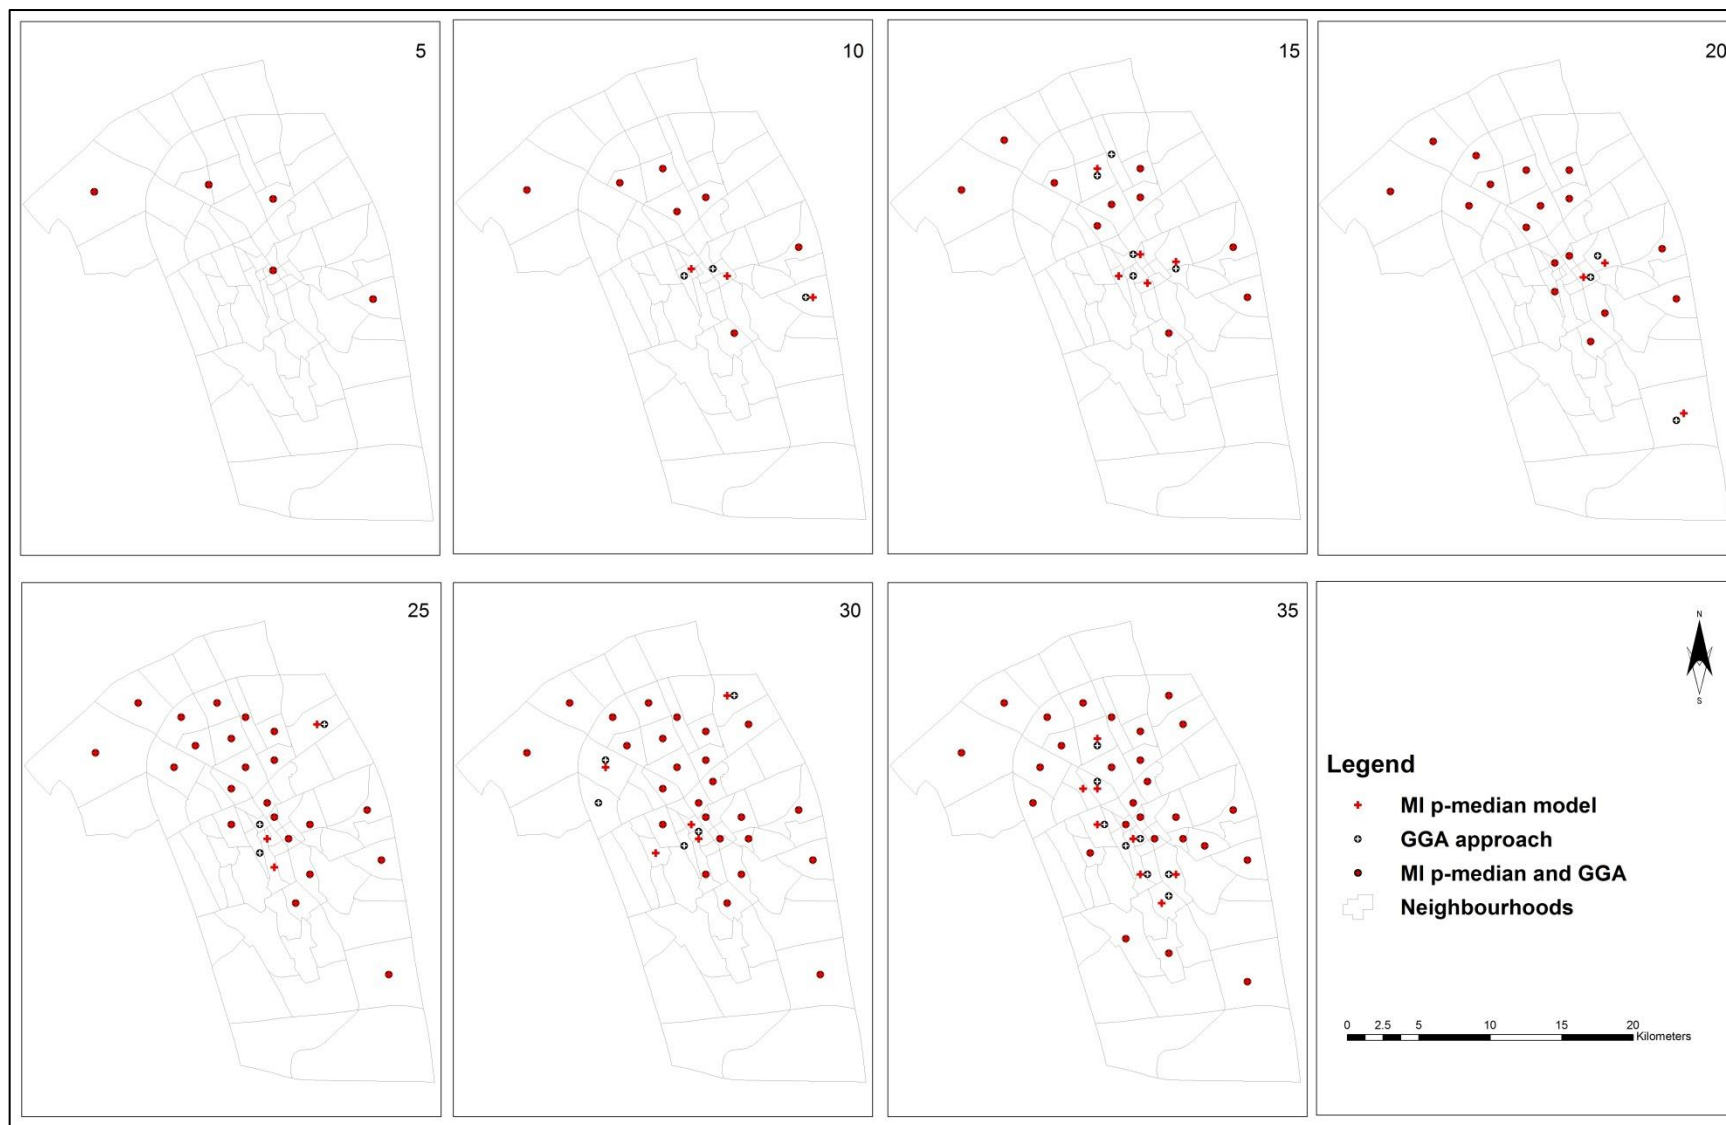 5
10
15
20
25
30
35
N
S
Legend
MI p-median model
GGA approach
MI p-median and GGA
Neighbourhoods
0 2.5 5 10 15 20
Kilometers